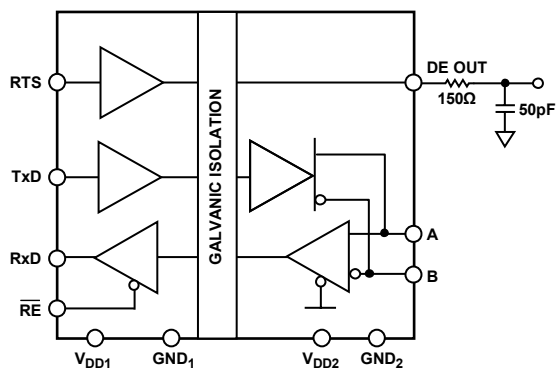 RTS
DE OUT
150Ω
50pF
TxD
GALVANIC ISOLATION
A
RxD
B
RE
VDD1
GND1
VDD2
GND2